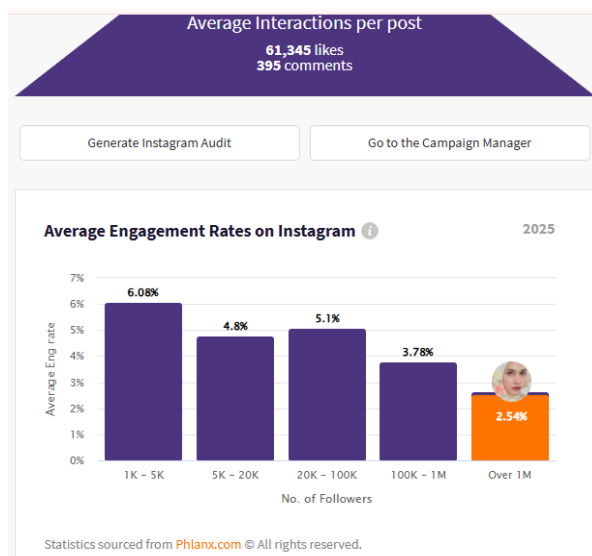 Average Interactions per post
61,345 likes
395 comments
Generate Instagram Audit
Go to the Campaign Manager
Average Engagement Rates on Instagram i
2025
7%
6%
5%
4%
3%
2%
1%
0%
Average Eng rate
6.08%
4.8%
5.1%
3.78%
2.54%
1K - 5K
5K - 20K
20K - 100K
100K - 1M
Over 1M
No. of Followers
Statistics sourced from Phlanx.com © All rights reserved.